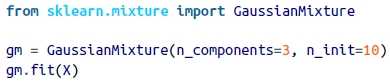 from sklearn.mixture import GaussianMixture
gm = GaussianMixture(n_components=3, n_init=10)
gm.fit(X)